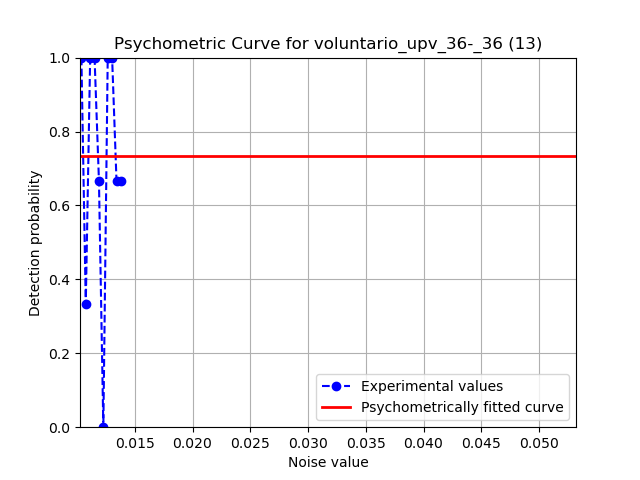 Psychometric Curve for voluntario_upv_36-_36 (13)
1.0
0.8
0.6
0.4
0.2
0.0
Detection probability
0.015 0.020 0.025 0.030 0.035 0.040 0.045 0.050
Noise value
Experimental values
Psychometrically fitted curve